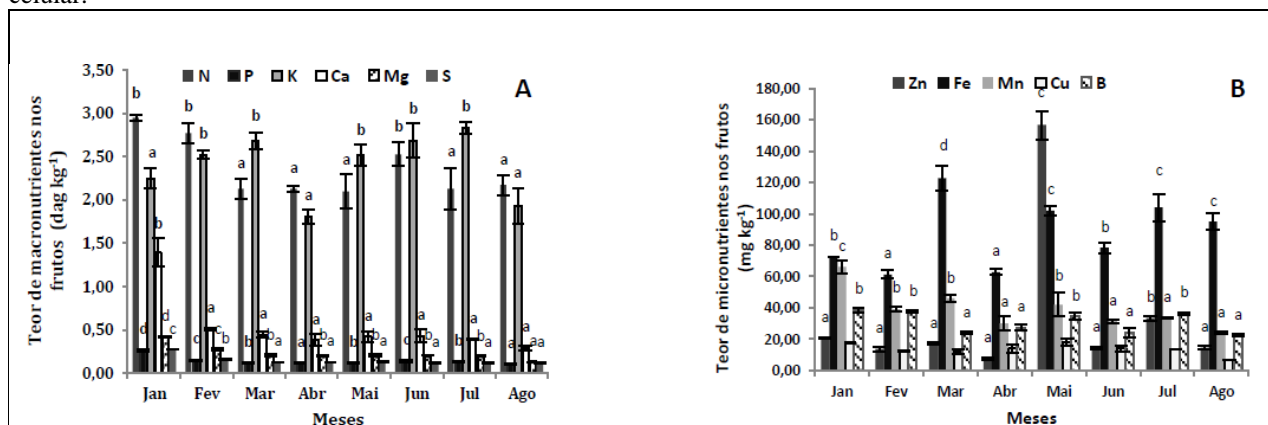 celular.
3,50
3,00
2,50
2,00
1,50
1,00
0,50
0,00
Teor de macronutrientes nos
frutos (dag kg-1)
N P K Ca Mg S
A
b a d b d c
b b c a c b
a b b a b a
a a b a b a
a b b a b a
b b c a b a
a b b a b a
a a a a a a
Jan Fev Mar Abr Mai Jun Jul Ago
Meses
180,00
160,00
140,00
120,00
100,00
80,00
60,00
40,00
20,00
0,00
Teor de micronutrientes nos frutos
(mg kg-1)
Zn Fe Mn Cu B
B
a b c b
a a b b
a d b a
a a a a
c c b b
a b a a
b c a b
a c a a
Jan Fev Mar Abr Mai Jun Jul Ago
Meses